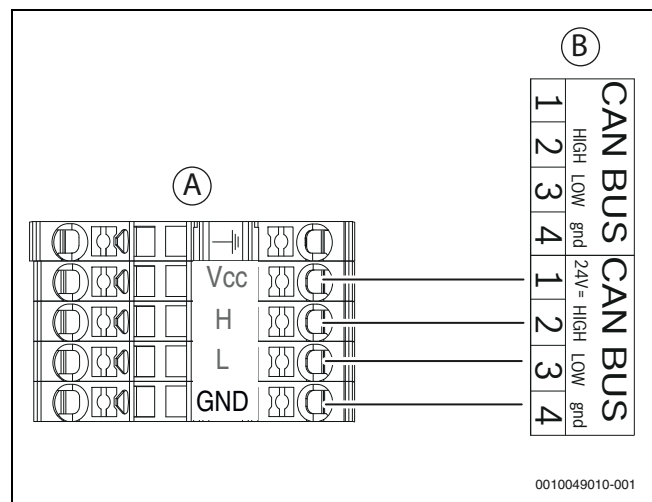 B
A
CAN BUS
1
2 HIGH
3 LOW
4 gnd
CAN BUS
1 24V =
2 HIGH
3 LOW
4 gnd
Vcc
H
L
GND
0010049010-001